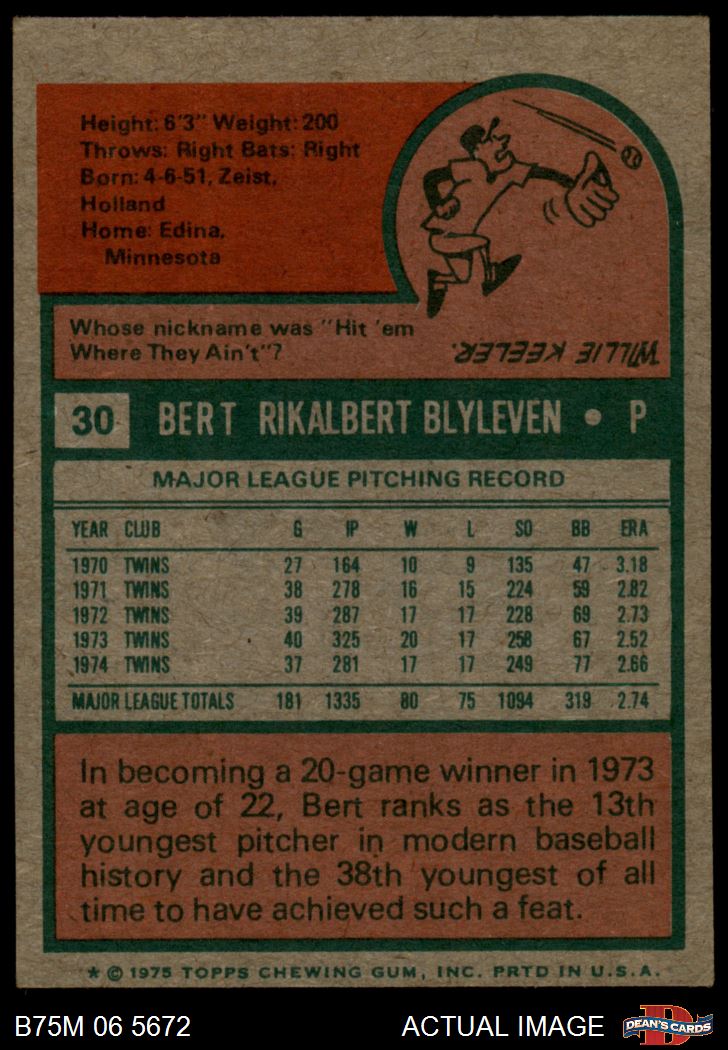 Height: 6'3" Weight: 200
Throws: Right Bats: Right
Born: 4-6-51, Zeist,
Holland
Home: Edina,
Minnesota
Whose nickname was "Hit 'em
Where They Ain't"?
WILLIE KEELER.
30 BERT RIKALBERT BLYLEVEN • P
MAJOR LEAGUE PITCHING RECORD
YEAR CLUB G IP W L SO BB ERA
1970 TWINS 27 164 10 9 135 47 3.18
1971 TWINS 38 278 16 15 224 59 2.82
1972 TWINS 39 287 17 17 228 69 2.73
1973 TWINS 40 325 20 17 258 67 2.52
1974 TWINS 37 281 17 17 249 77 2.66
MAJOR LEAGUE TOTALS 181 1335 80 75 1094 319 2.74
In becoming a 20-game winner in 1973
at age of 22, Bert ranks as the 13th
youngest pitcher in modern baseball
history and the 38th youngest of all
time to have achieved such a feat.
* © 1975 TOPPS CHEWING GUM, INC. PRTD IN U.S.A.
B75M 06 5672 ACTUAL IMAGE DEAN'S CARDS